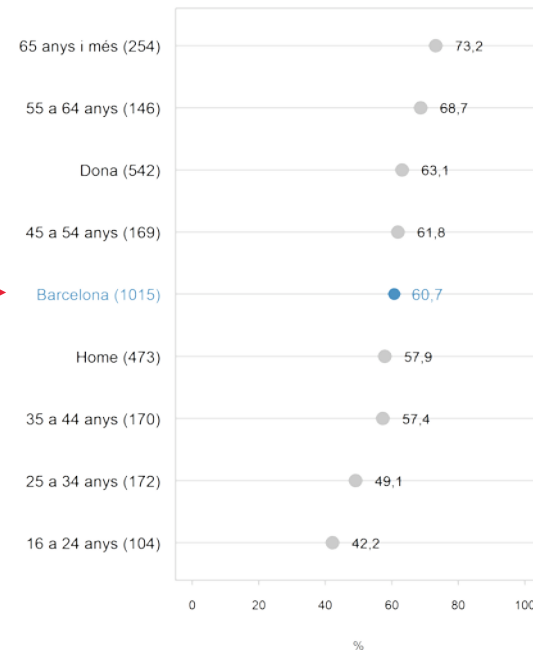 65 anys i més (254) 73,2
55 a 64 anys (146) 68,7
Dona (542) 63,1
45 a 54 anys (169) 61,8
Barcelona (1015) 60,7
Home (473) 57,9
35 a 44 anys (170) 57,4
25 a 34 anys (172) 49,1
16 a 24 anys (104) 42,2
0 20 40 60 80 100
%